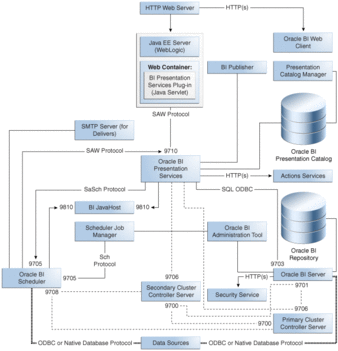 HTTP Web Server
HTTP(s)
Java EE Server
(WebLogic)
Oracle BI Web
Client
Web Container:
BI Presentation
Services Plug-in
(Java Servlet)
BI Publisher
Presentation
Catalog Manager
SAW Protocol
SMTP Server (for
Delivers)
Oracle BI
Presentation Catalog
SAW Protocol
9710
Oracle BI
Presentation
Services
HTTP(s)
Actions Services
SaSch Protocol
SQL ODBC
9810
BI JavaHost
9810
Scheduler Job
Manager
Oracle BI
Administration Tool
Oracle BI
Repository
Sch
Protocol
9705
9703
Oracle BI
Scheduler
9705
9706
HTTP(s)
Oracle BI Server
9708
Secondary Cluster
Controller Server
Security Service
9701
9700
9706
9700
Primary Cluster
Controller Server
ODBC or Native Database Protocol
Data Sources
ODBC or Native Database Protocol